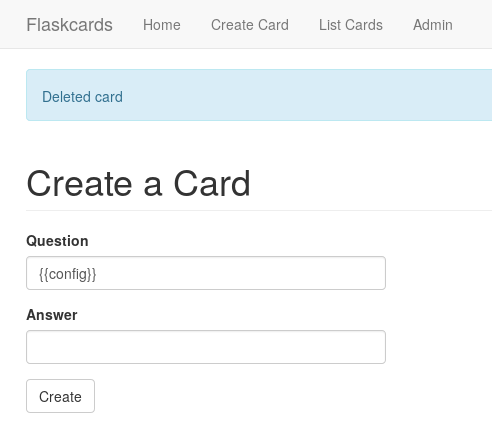 Flaskcards Home Create Card List Cards Admin
Deleted card
Create a Card
Question
{{config}}
Answer
Create